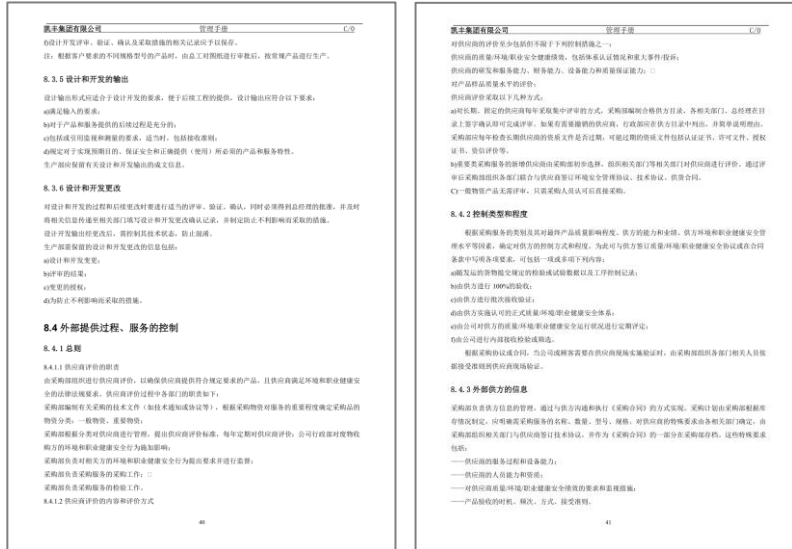 凯丰集团有限公司 管理手册 C/0
f)设计开发评审、验证、确认及采取措施的相关记录应予以保存。
注：根据客户要求的不同规格型号的产品时，由总工对图纸进行审批后，按常规产品进行生产。
8.3.5 设计和开发的输出
设计输出形式应适合于设计开发的要求，便于后续工程的提供，设计输出应符合以下要求：
a)满足输入的要求；
b)对于产品和服务提供的后续过程是充分的；
c)包括或引用监视和测量的要求，适当时，包括接收准则；
d)规定对于实现预期目的、保证安全和正确提供（使用）所必须的产品和服务特性。
生产部应保留有关设计开发输出的成文信息。
8.3.6 设计和开发更改
对设计和开发的过程和后续更改时要进行适当的评审、验证、确认，同时必须得到总经理的批准，并及时
将相关信息传递至相关部门填写设计和开发更改确认记录，并制定防止不利影响而采取的措施。
设计开发输出经更改后，需控制其技术状态，防止混淆。
生产部需保留的设计和开发更改的信息包括：
a)设计和开发变更；
b)评审的结果；
c)变更的授权；
d)为防止不利影响而采取的措施。
8.4 外部提供过程、服务的控制
8.4.1 总则
8.4.1.1 供应商评价的职责
由采购部组织进行供应商评价，以确保供应商提供符合规定要求的产品，且供应商满足环境和职业健康安
全的法律法规要求。供应商评价过程中各部门的职责如下：
采购部编制有关采购的技术文件（如技术通知或协议等），根据采购物资对服务的重要程度确定采购品的
物资分类：一般物资、重要物资；
采购部根据分类对供应商进行管理，提出供应商评价标准，每年定期对供应商评价；公司行政部对废物收
购方的环境和职业健康安全行为施加影响；
采购部负责对相关方的环境和职业健康安全行为提出要求并进行监督；
采购部负责采购服务的采购工作；□
采购部负责采购服务的检验工作。
8.4.1.2 供应商评价的内容和评价方式
40
凯丰集团有限公司 管理手册 C/0
对供应商的评价至少包括但不限于下列控制措施之一：
供应商的质量/环境/职业安全健康绩效，包括体系认证情况和重大事件/投诉；
供应商的研发和服务能力、财务能力、设备能力和质量保证能力；□
对产品样品质量水平的评价；
供应商评价采取以下几种方式：
a)对长期、固定的供应商每年采取集中评审的方式，采购部编制合格供方目录、各相关部门、总经理在目
录上签字确认即可完成评审。如果有需要撤销的供应商，行政部应在供方目录中列出，并简单说明理由。
采购部应每年检查长期供应商的资质文件是否过期，可能过期的资质文件包括认证证书、许可文件、授权
证书、资信评价等。
b)重要类采购服务的新增供应商由采购部初步选择，组织相关部门等相关部门对供应商进行评价。通过评
审后采购部组织各部门联合与供应商签订环境安全管理协议、技术协议、供货合同。
C)一般物资产品无需评审，只需采购人员认可后直接采购。
8.4.2 控制类型和程度
根据采购服务的类别及其对最终产品质量影响程度、供方的能力和业绩、供方环境和职业健康安全管
理水平等因素，确定对供方的控制方式和程度。为此可与供方签订质量/环境/职业健康安全协议或在合同
条款中写明各项要求，可包括一项或多项下列内容：
a)随发运的货物提交规定的检验或试验数据以及工序控制记录；
b)由供方进行 100%的验收；
c)由供方进行批次接收验证；
d)由供方实施认可的正式质量/环境/职业健康安全体系；
e)由公司对供方的质量/环境/职业健康安全运行状况进行定期评定；
f)由公司进行内部接收检验或筛选。
根据采购协议或合同，当公司或顾客需要在供应商现场实施验证时，由采购部组织各部门相关人员依
据接受准则到供应商现场验证。
8.4.3 外部供方的信息
采购部负责供方信息的管理，通过与供方沟通和执行《采购合同》的方式实现。采购计划由采购部根据库
存情况制定，应明确需采购服务的名称、数量、型号、规格，对供应商的特殊要求由各相关部门确定，由
采购部组织相关部门与供应商签订技术协议，并作为《采购合同》的一部分在采购部存档。这些特殊要求
包括：
——供应商的服务过程和设备能力；
——供应商的人员能力和资质；
——对供应商质量/环境/职业健康安全绩效的要求和监视措施；
——产品验收的时机、频次、方式、接受准则。
41